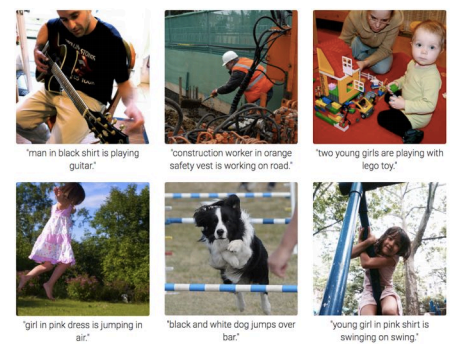 "man in black shirt is playing
guitar."
"construction worker in orange
safety vest is working on road."
"two young girls are playing with
lego toy."
"girl in pink dress is jumping in
air."
"black and white dog jumps over
bar."
"young girl in pink shirt is
swinging on swing."